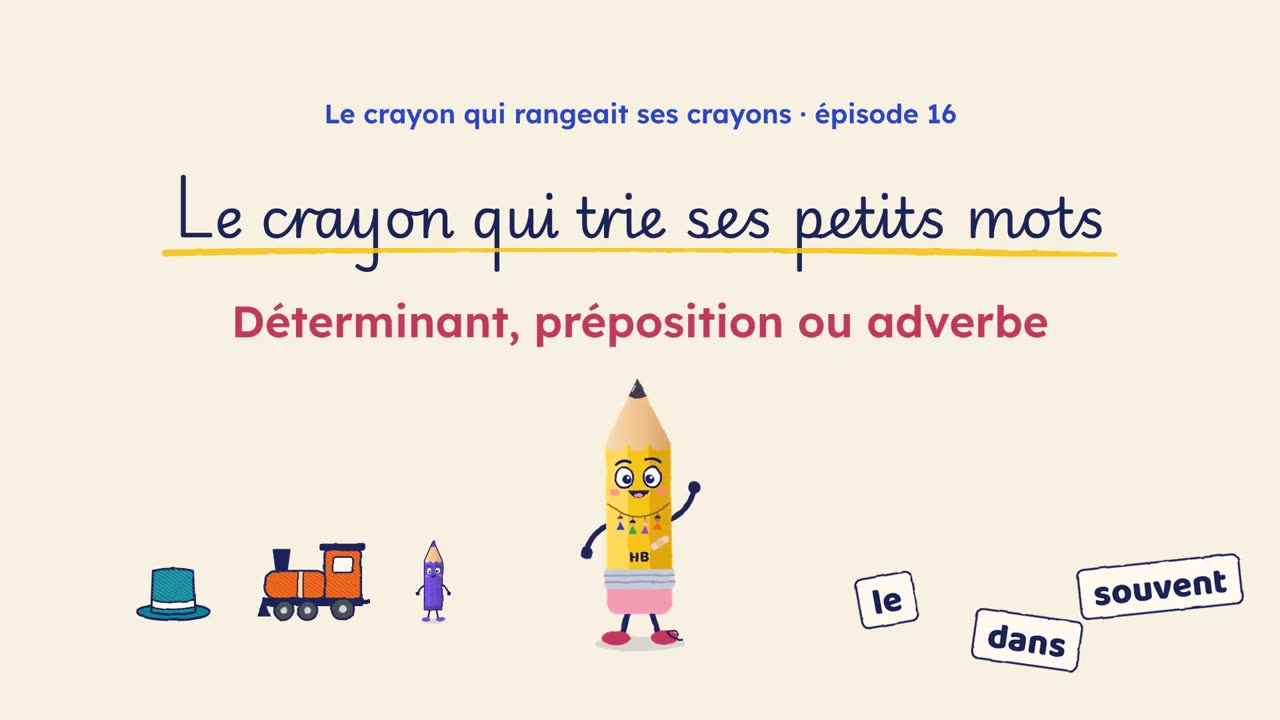 Le crayon qui rangeait ses crayons · épisode 16
Le crayon qui trie ses petits mots
Déterminant, préposition ou adverbe
HB
le
dans
souvent